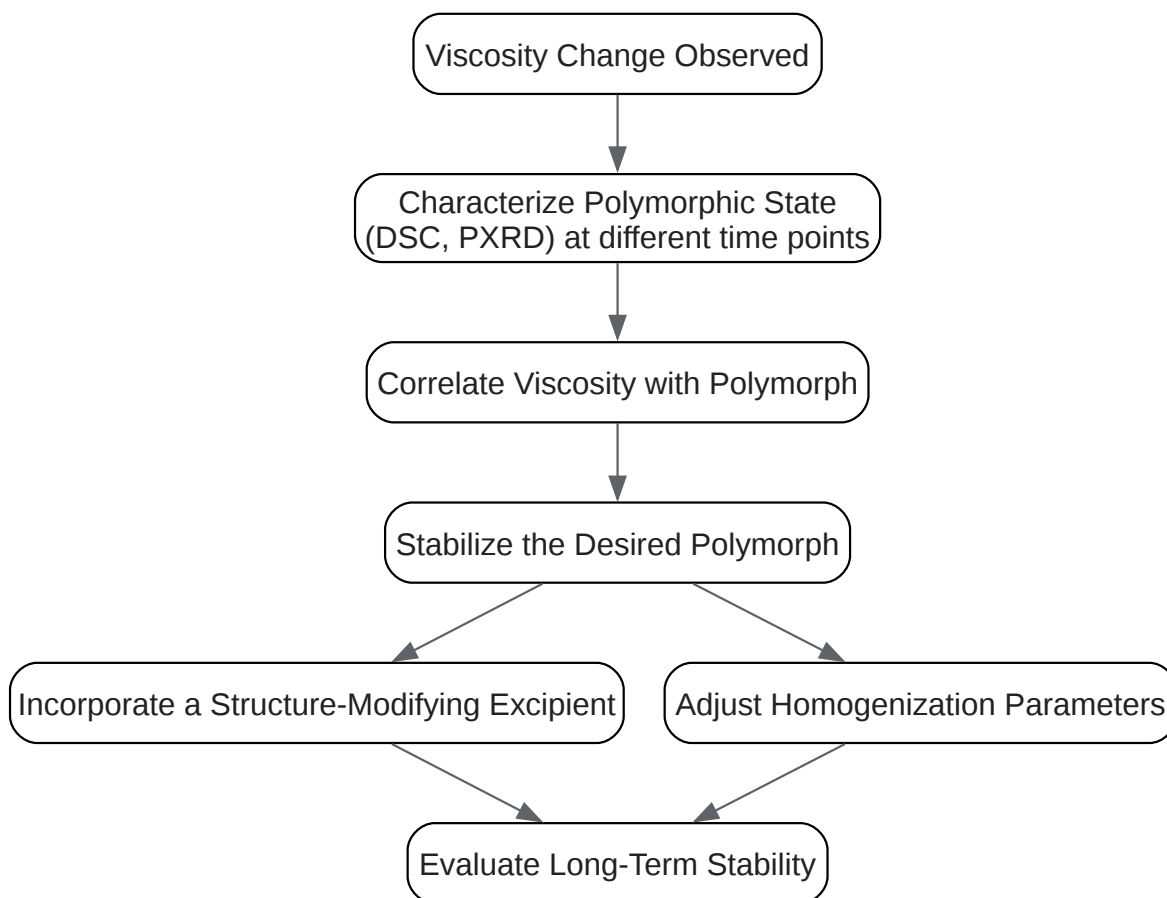 Viscosity Change Observed
Characterize Polymorphic State
(DSC, PXRD) at different time points
Correlate Viscosity with Polymorph
Stabilize the Desired Polymorph
Incorporate a Structure-Modifying Excipient
Adjust Homogenization Parameters
Evaluate Long-Term Stability